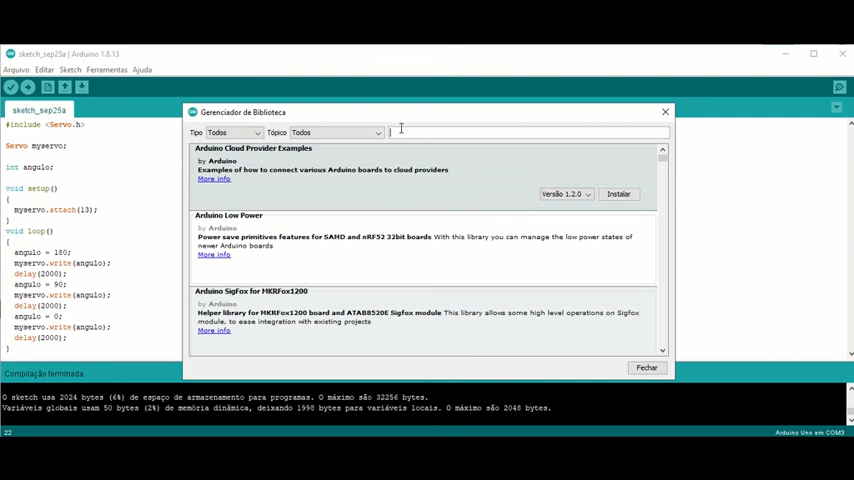 sketch_sep25a | Arduino 1.8.13
Arquivo Editar Sketch Ferramentas Ajuda
sketch_sep25a
#include <Servo.h>
Servo myservo;
int angulo;
void setup()
{
myservo.attach(13);
}
void loop()
{
angulo = 180;
myservo.write(angulo);
delay(2000);
angulo = 90;
myservo.write(angulo);
delay(2000);
angulo = 0;
myservo.write(angulo);
delay(2000);
}
Gerenciador de Biblioteca
Tipo Todos Tópico Todos
Arduino Cloud Provider Examples
by Arduino
Examples of how to connect various Arduino boards to cloud providers
More info
Versão 1.2.0 Instalar
Arduino Low Power
by Arduino
Power save primitives features for SAMD and nRF52 32bit boards With this library you can manage the low power states of
newer Arduino boards
More info
Arduino SigFox for MKRFox1200
by Arduino
Helper library for MKRFox1200 board and ATAB8520E Sigfox module This library allows some high level operations on Sigfox
module, to ease integration with existing projects
More info
Fechar
Compilação terminada.
O sketch usa 2024 bytes (6%) de espaço de armazenamento para programas. O máximo são 32256 bytes.
Variáveis globais usam 50 bytes (2%) de memória dinâmica, deixando 1998 bytes para variáveis locais. O máximo são 2048 bytes.
22
Arduino Uno em COM3